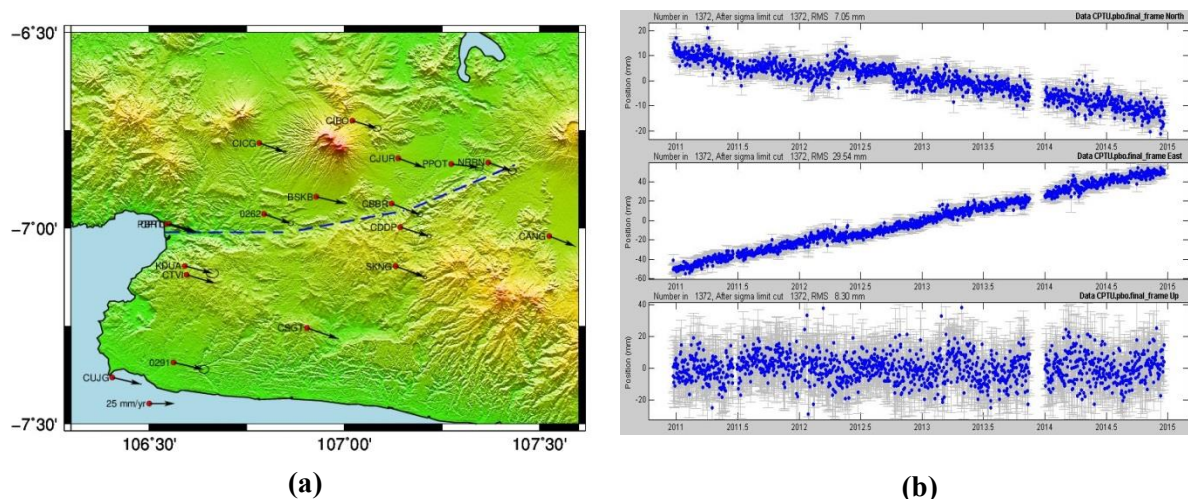 −6˚30'
−7˚00'
−7˚30'
106˚30'
107˚00'
107˚30'
CIBO
CICG
CJUR
PPOT
NRRN
BSKB
CBBR
0262
CDDP
CANG
KDUA
CTVI
SKNG
CSGT
0291
CUJG
25 mm/yr
(a)
Number in 1372, After sigma limit cut 1372, RMS 7.05 mm
Data CPTU.pbo.final_frame North
Position (mm)
20
10
0
-10
-20
2011
2011.5
2012
2012.5
2013
2013.5
2014
2014.5
2015
Number in 1372, After sigma limit cut 1372, RMS 29.54 mm
Data CPTU.pbo.final_frame East
Position (mm)
40
20
0
-20
-40
-60
2011
2011.5
2012
2012.5
2013
2013.5
2014
2014.5
2015
Number in 1372, After sigma limit cut 1372, RMS 8.30 mm
Data CPTU.pbo.final_frame Up
Position (mm)
40
20
0
-20
2011
2011.5
2012
2012.5
2013
2013.5
2014
2014.5
2015
(b)